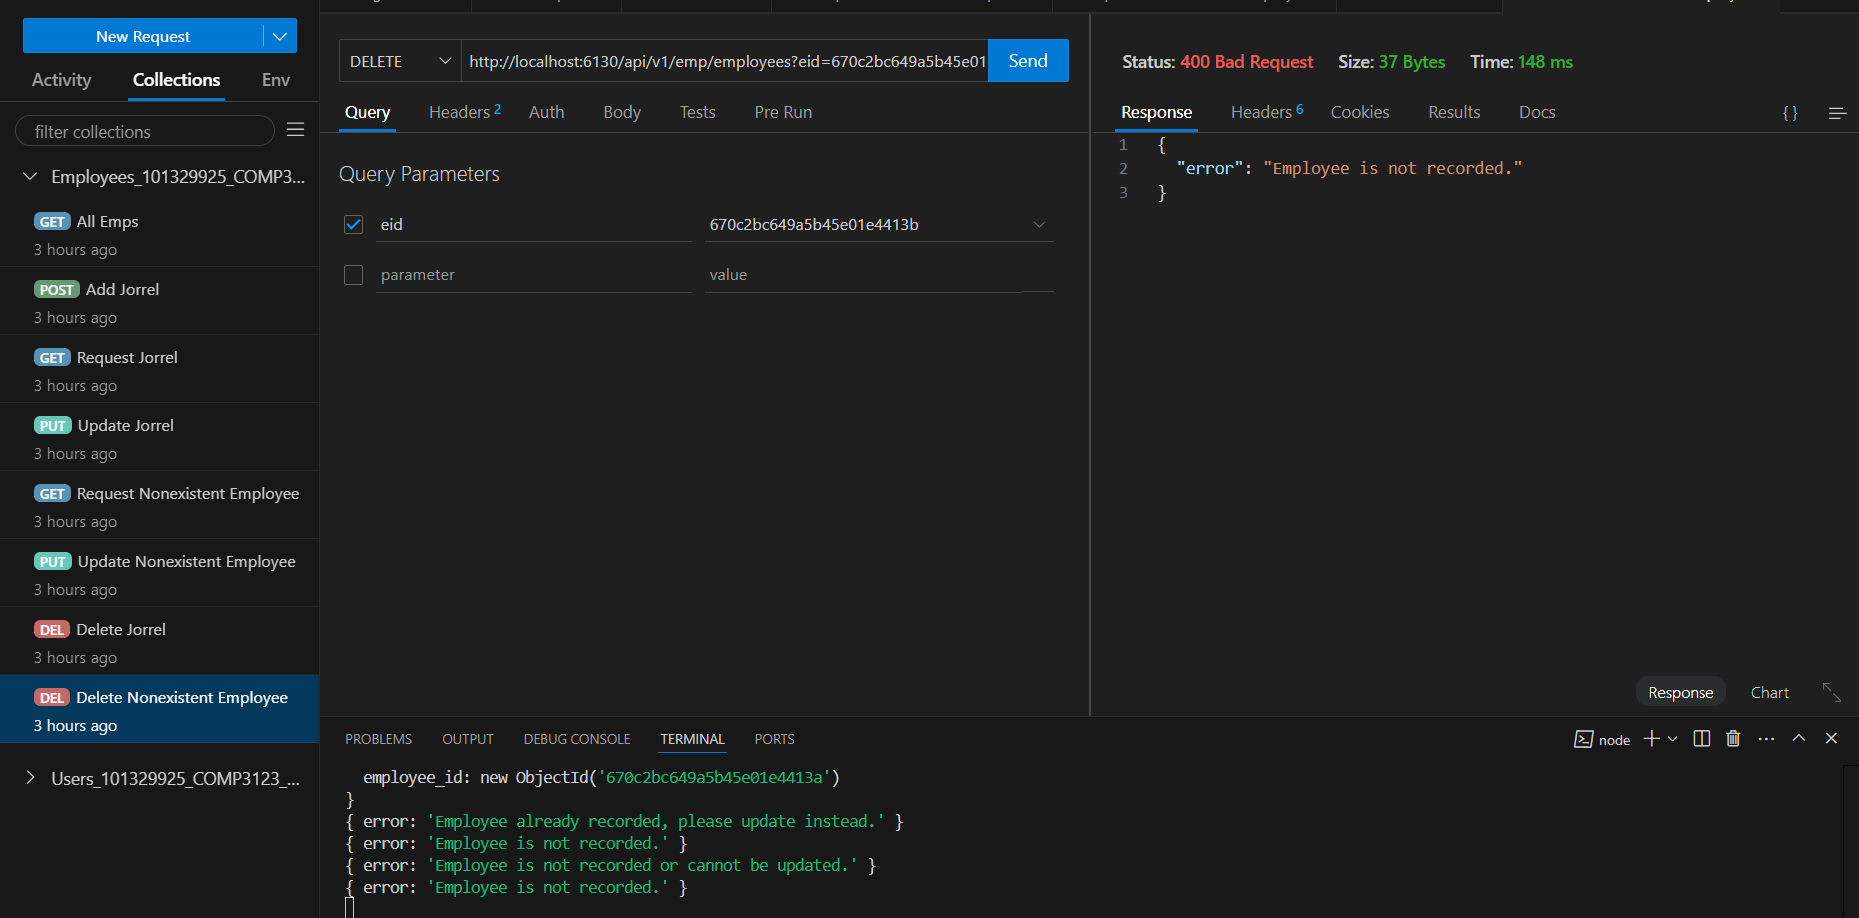 New Request
Activity Collections Env
filter collections
Employees_101329925_COMP3...
GET All Emps
3 hours ago
POST Add Jorrel
3 hours ago
GET Request Jorrel
3 hours ago
PUT Update Jorrel
3 hours ago
GET Request Nonexistent Employee
3 hours ago
PUT Update Nonexistent Employee
3 hours ago
DEL Delete Jorrel
3 hours ago
DEL Delete Nonexistent Employee
3 hours ago
Users_101329925_COMP3123_...
DELETE http://localhost:6130/api/v1/emp/employees?eid=670c2bc649a5b45e01 Send
Query Headers 2 Auth Body Tests Pre Run
Query Parameters
eid 670c2bc649a5b45e01e4413b
parameter value
Status: 400 Bad Request Size: 37 Bytes Time: 148 ms
Response Headers 6 Cookies Results Docs {}
1 {
2 "error": "Employee is not recorded."
3 }
Response Chart
PROBLEMS OUTPUT DEBUG CONSOLE TERMINAL PORTS node
employee_id: new ObjectId('670c2bc649a5b45e01e4413a')
}
{ error: 'Employee already recorded, please update instead.' }
{ error: 'Employee is not recorded.' }
{ error: 'Employee is not recorded or cannot be updated.' }
{ error: 'Employee is not recorded.' }